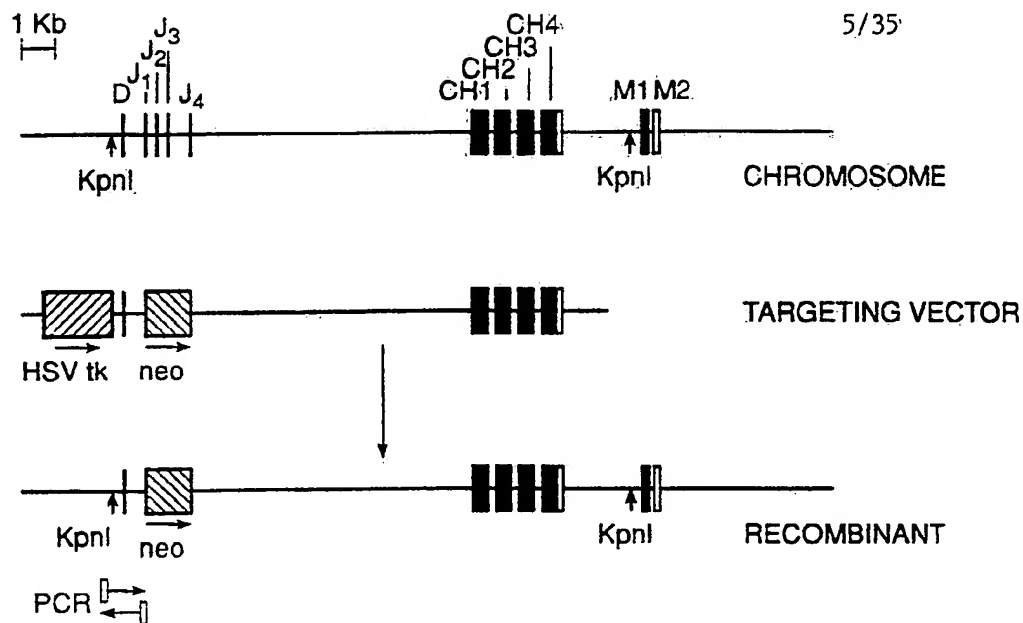 1 Kb
5/35
D J1 J2 J3 J4
CH1 CH2 CH3 CH4
M1 M2
KpnI
KpnI
CHROMOSOME
TARGETING VECTOR
HSV tk
neo
KpnI
neo
KpnI
RECOMBINANT
PCR